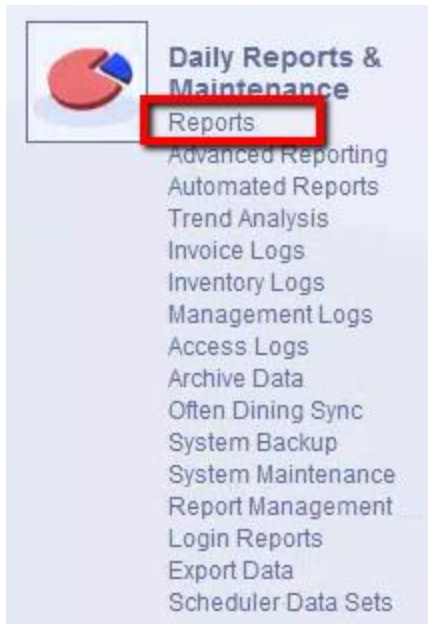 Daily Reports &
Maintenance
Reports
Advanced Reporting
Automated Reports
Trend Analysis
Invoice Logs
Inventory Logs
Management Logs
Access Logs
Archive Data
Often Dining Sync
System Backup
System Maintenance
Report Management
Login Reports
Export Data
Scheduler Data Sets